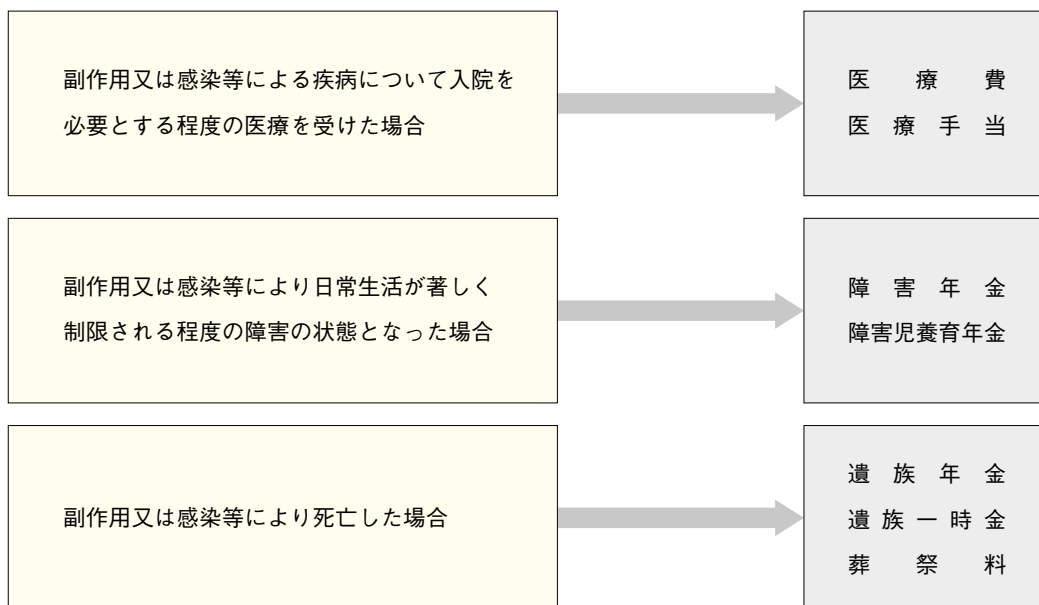 副作用又は感染等による疾病について入院を
必要とする程度の医療を受けた場合
医療費
医療手当
副作用又は感染等により日常生活が著しく
制限される程度の障害の状態となった場合
障害年金
障害児養育年金
副作用又は感染等により死亡した場合
遺族年金
遺族一時金
葬祭料